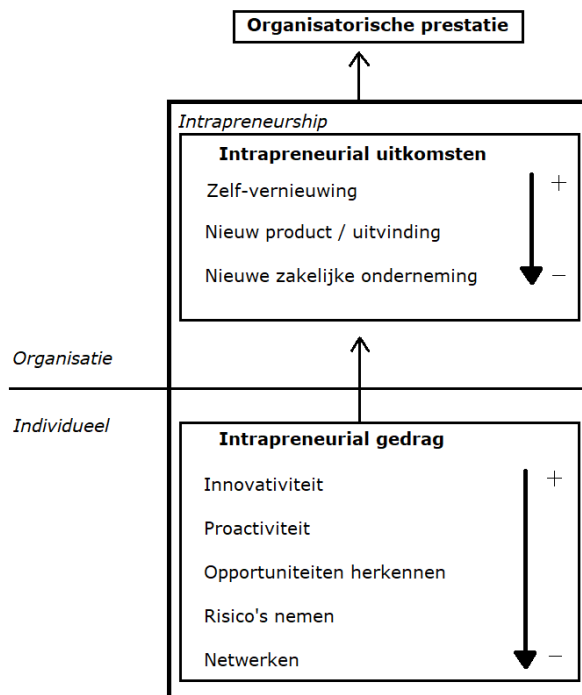 Organisatorische prestatie
Intrapreneurship
Intrapreneurial uitkomsten
Zelf-vernieuwing
+
Nieuw product / uitvinding
Nieuwe zakelijke onderneming
−
Organisatie
Individueel
Intrapreneurial gedrag
Innovativiteit
+
Proactiviteit
Opportuniteiten herkennen
Risico's nemen
Netwerken
−